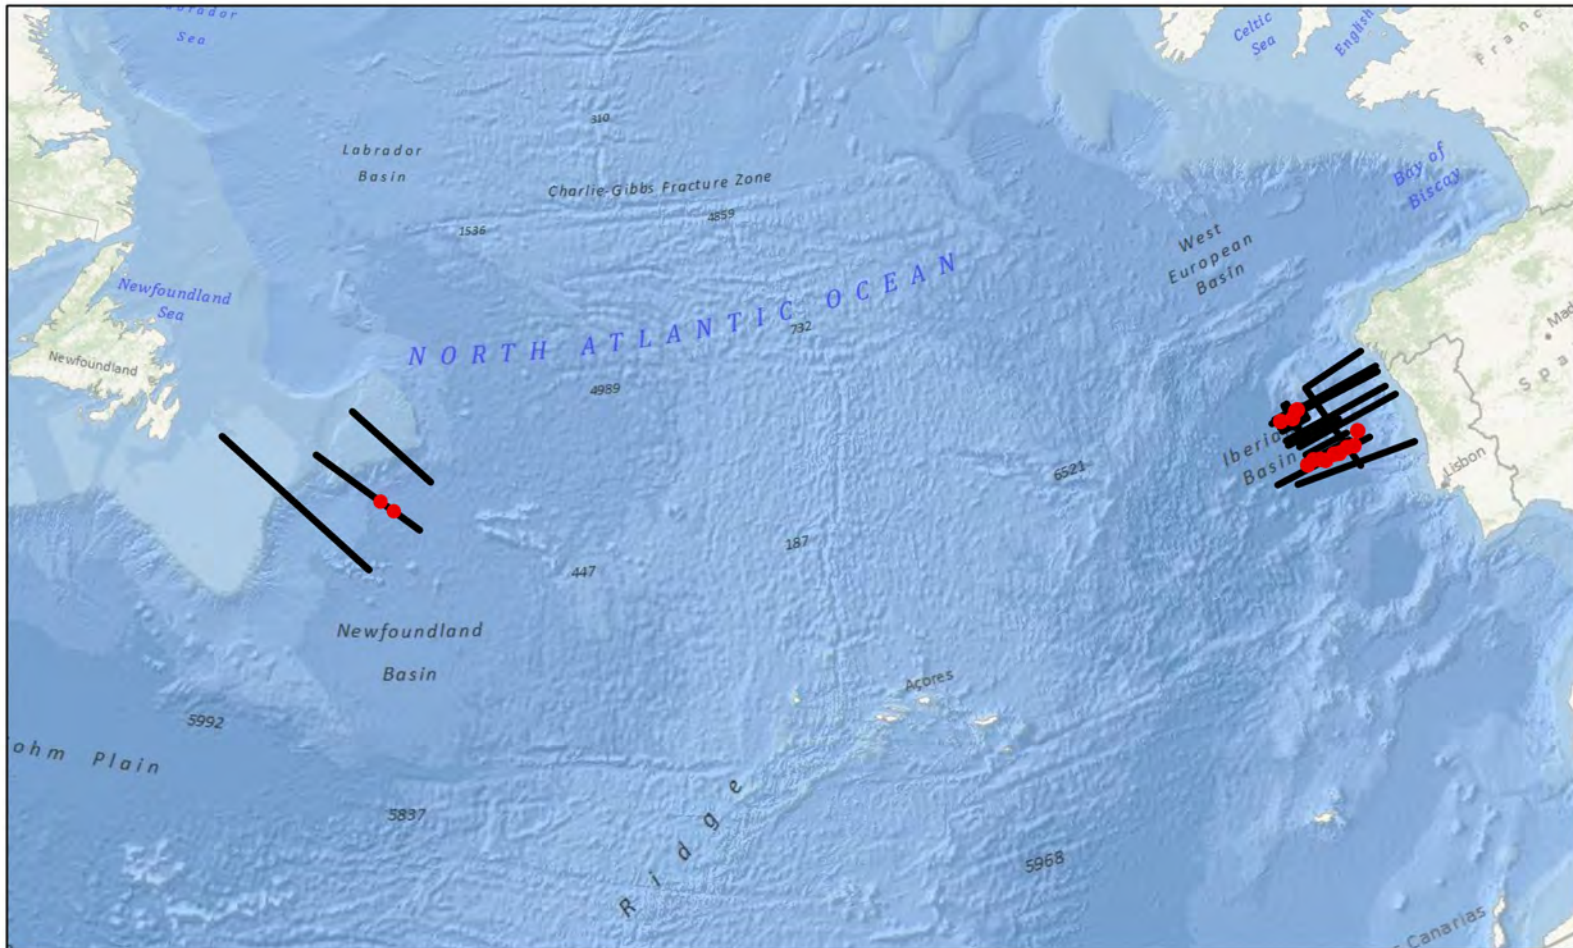 Sea
Celtic
Sea
English
310
Labrador
Basin
Charlie-Gibbs Fracture Zone
4859
1536
Bay of
Biscay
West
European
Basin
Newfoundland
Sea
NORTH ATLANTIC OCEAN
732
Newfoundland
4989
Iberia
Basin
Lisbon
6521
187
447
Newfoundland
Basin
Açores
5992
Plain
5837
Ridge
5968
Canarias